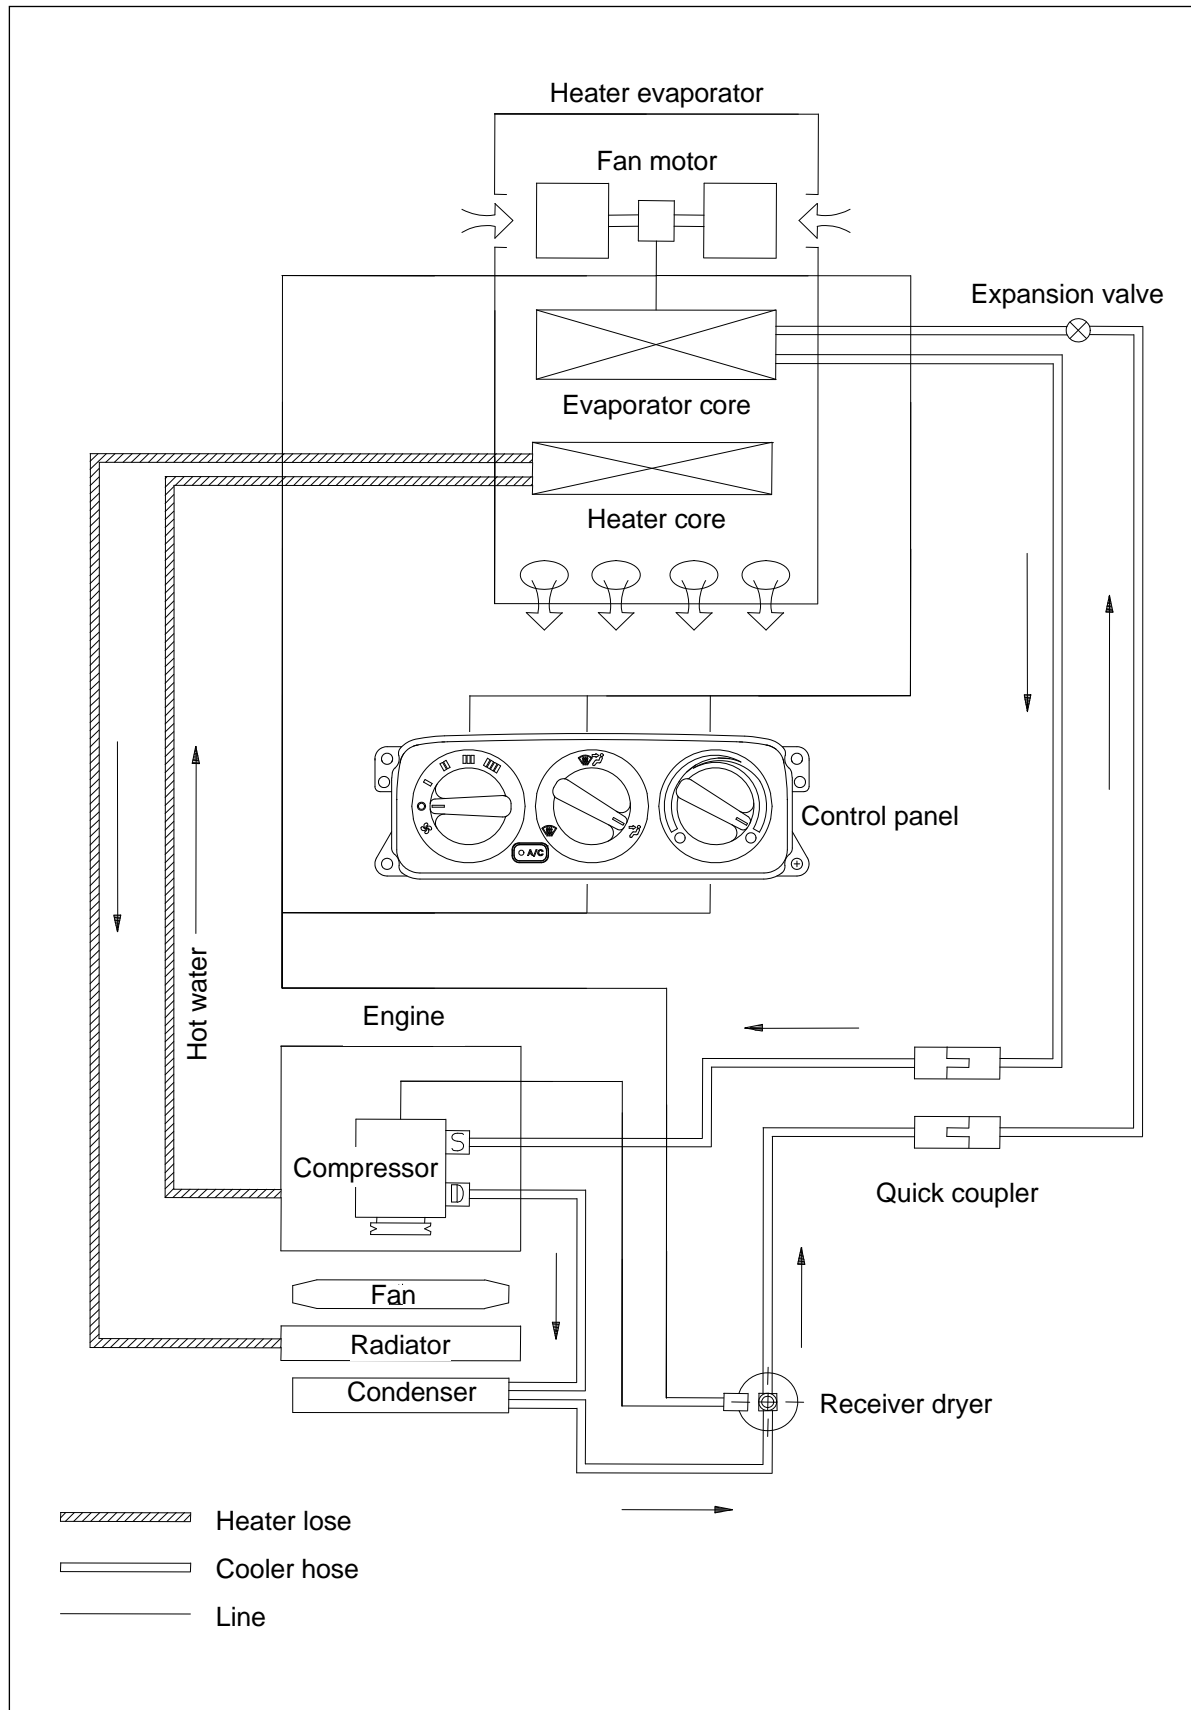 Heater evaporator
Fan motor
Expansion valve
Evaporator core
Heater core
Control panel
A/C
Hot water
Engine
S
Compressor
D
Quick coupler
Fan
Radiator
Condenser
Receiver dryer
Heater lose
Cooler hose
Line